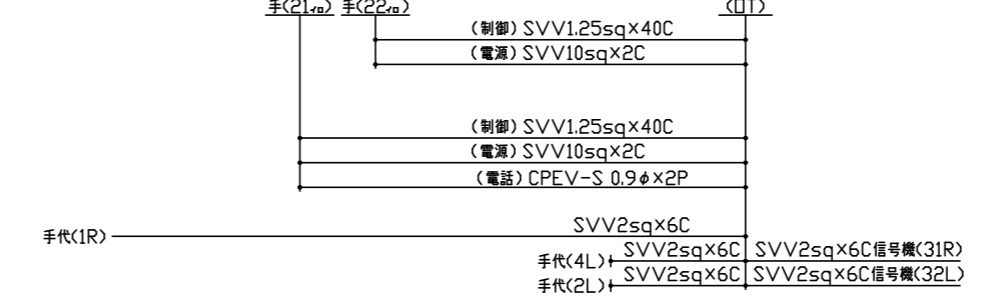 手(21イロ) 手(22イロ) (OT)
(制御) SVV1.25sq×40C
(電源) SVV10sq×2C
(制御) SVV1.25sq×40C
(電源) SVV10sq×2C
(電話) CPEV-S 0.9φ×2P
手代(1R) SVV2sq×6C
手代(4L) SVV2sq×6C SVV2sq×6C信号機(31R)
手代(2L) SVV2sq×6C SVV2sq×6C信号機(32L)